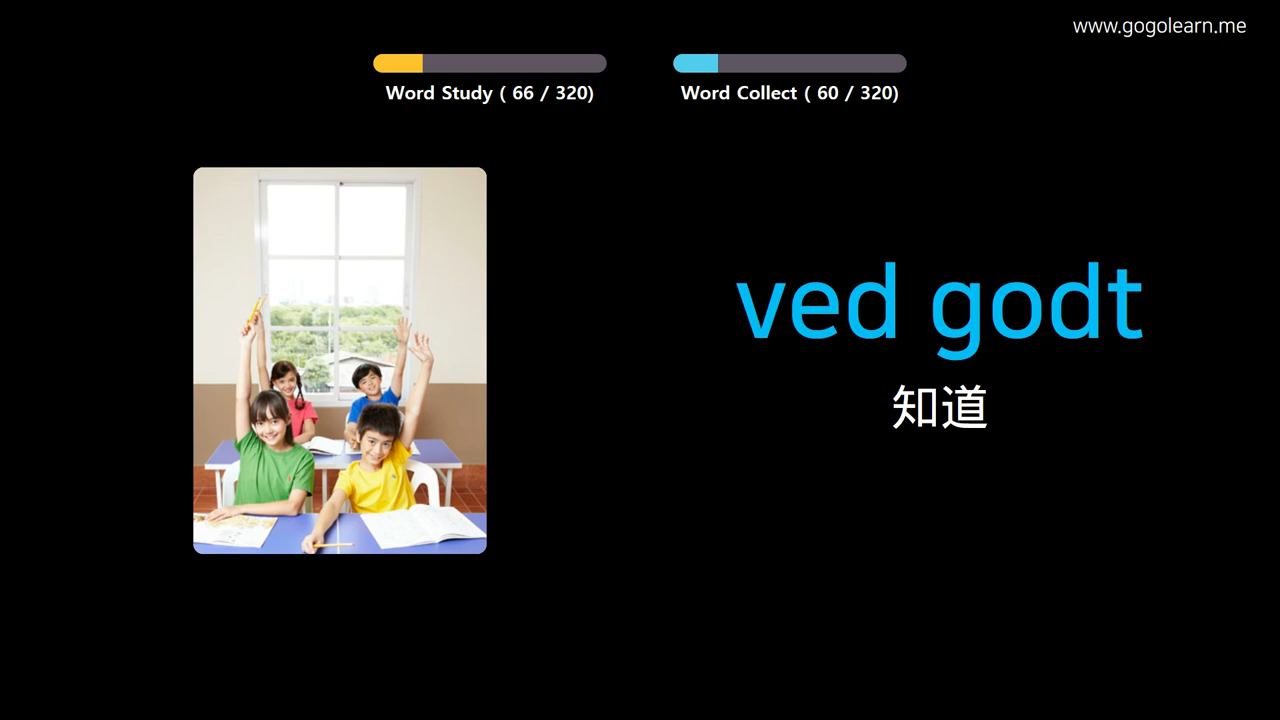 www.gogolearn.me
Word Study ( 66 / 320)
Word Collect ( 60 / 320)
ved godt
知道